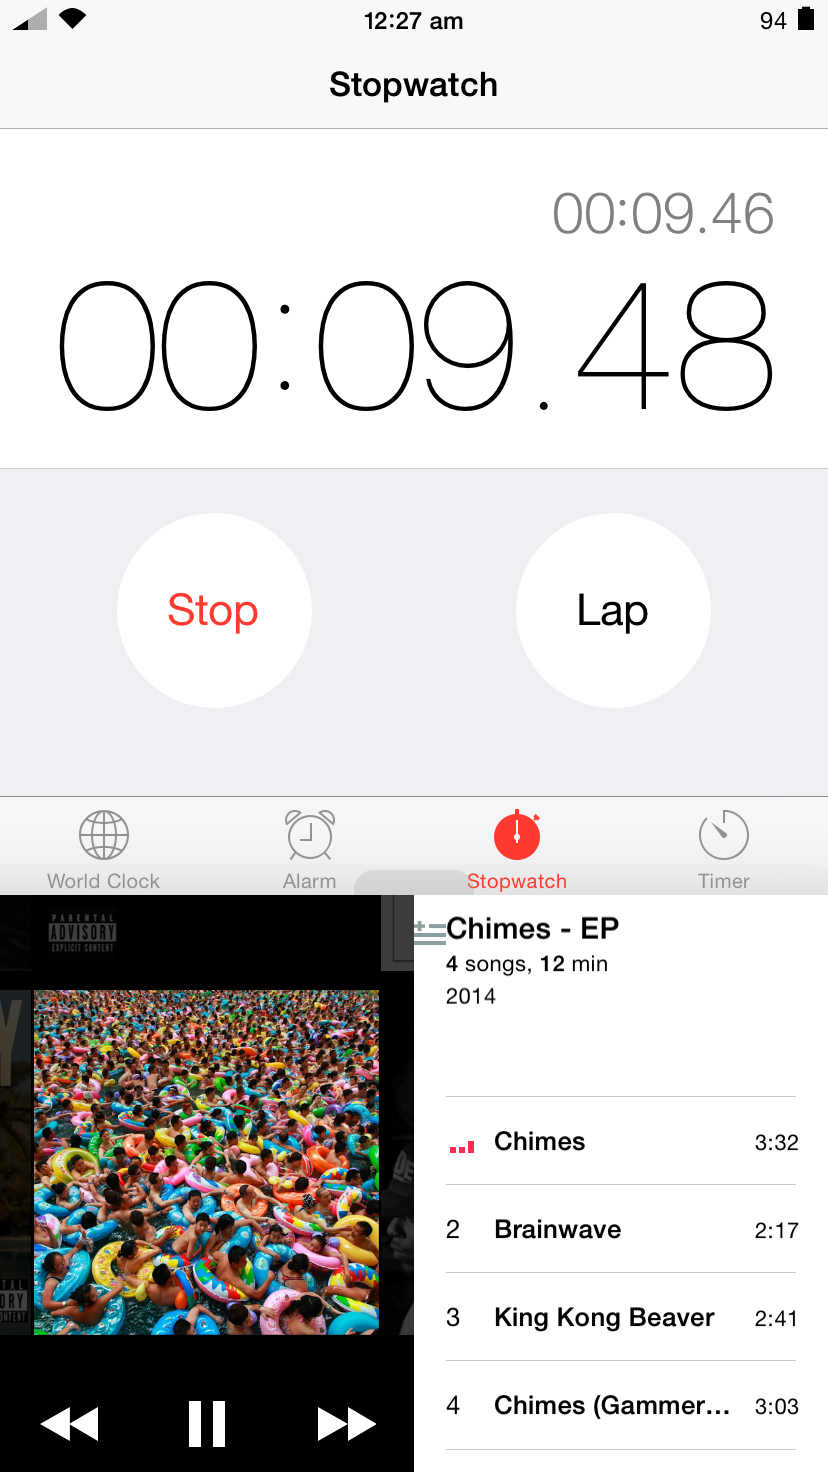 12:27 am
94
Stopwatch
00:09.46
00:09.48
Stop
Lap
World Clock
Alarm
Stopwatch
Timer
PARENTAL
ADVISORY
EXPLICIT CONTENT
Chimes - EP
4 songs, 12 min
2014
Chimes 3:32
2 Brainwave 2:17
3 King Kong Beaver 2:41
4 Chimes (Gammer... 3:03